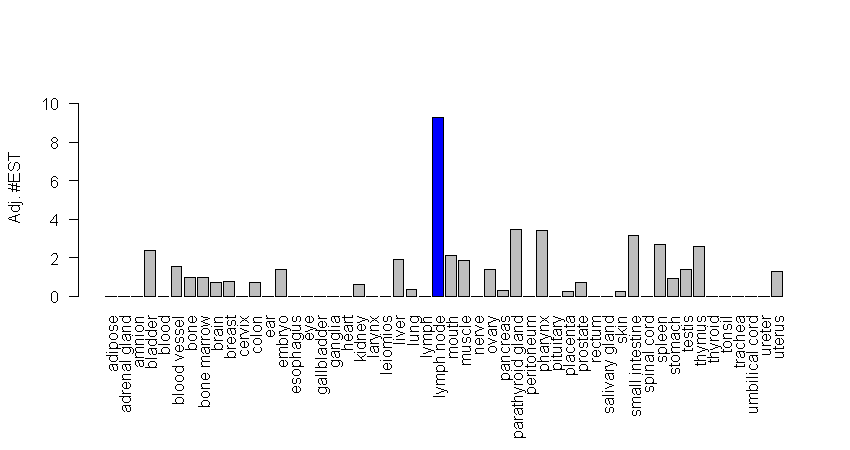 Adj. #EST
10
8
6
4
2
0
adipose
adrenal gland
amnion
bladder
blood
blood vessel
bone
bone marrow
brain
breast
cervix
colon
ear
embryo
esophagus
eye
gallbladder
ganglia
heart
kidney
larynx
leiomios
liver
lung
lymph
lymph node
mouth
muscle
nerve
ovary
pancreas
parathyroid gland
peritoneum
pharynx
pituitary
placenta
prostate
rectum
salivary gland
skin
small intestine
spinal cord
spleen
stomach
testis
thymus
thyroid
tonsil
trachea
umbilical cord
ureter
uterus